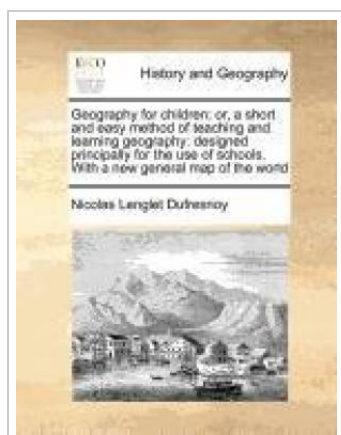 ECCO
History and Geography
Geography for children: or, a short
and easy method of teaching and
learning geography: designed
principally for the use of schools.
With a new general map of the world
Nicolas Lenglet Dufresnoy